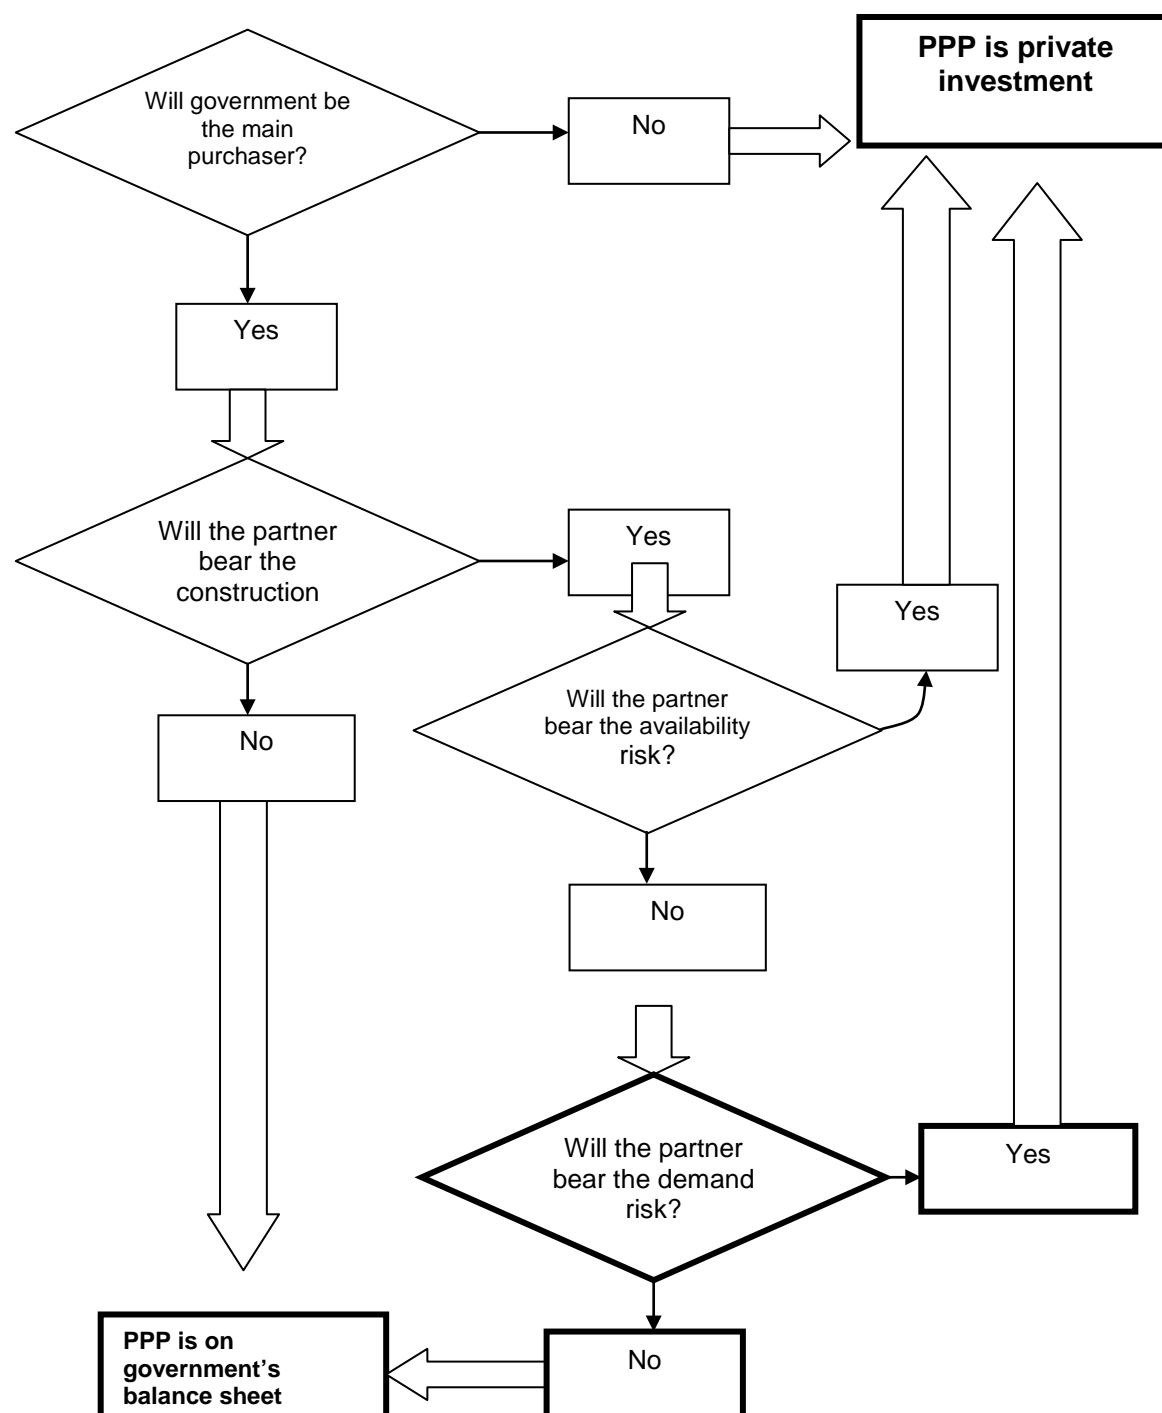 PPP is private
investment
Will government be
the main
purchaser?
No
Yes
Will the partner
bear the
construction
Yes
Yes
Will the partner
bear the availability
risk?
No
No
Will the partner
bear the demand
risk?
Yes
PPP is on
government’s
balance sheet
No